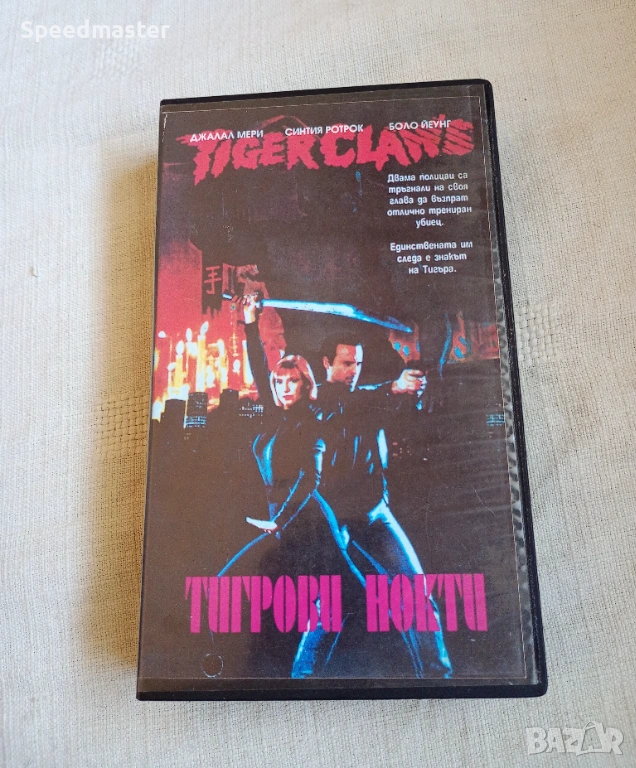 Speedmaster
ДЖАЛАЛ МЕРИ СИНТИЯ РОТРОК БОЛО ЙЕУНГ
TIGER CLAWS
Двама полицаи са
тръгнали на своя
глава да възпрат
отлично трениран
убиец.
Единствената им
следа е знакът
на Тигъра.
ТИГРОВИ НОКТИ
BAZAR